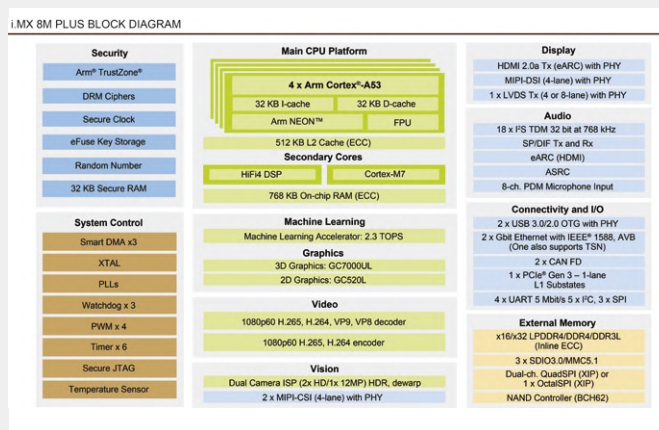 i.MX 8M PLUS BLOCK DIAGRAM
Security
Arm® TrustZone®
DRM Ciphers
Secure Clock
eFuse Key Storage
Random Number
32 KB Secure RAM
System Control
Smart DMA x3
XTAL
PLLs
Watchdog x 3
PWM x 4
Timer x 6
Secure JTAG
Temperature Sensor
Main CPU Platform
4 x Arm Cortex®-A53
32 KB I-cache
32 KB D-cache
Arm NEON™
FPU
512 KB L2 Cache (ECC)
Secondary Cores
HiFi4 DSP
Cortex-M7
768 KB On-chip RAM (ECC)
Machine Learning
Machine Learning Accelerator: 2.3 TOPS
Graphics
3D Graphics: GC7000UL
2D Graphics: GC520L
Video
1080p60 H.265, H.264, VP9, VP8 decoder
1080p60 H.265, H.264 encoder
Vision
Dual Camera ISP (2x HD/1x 12MP) HDR, dewarp
2 x MIPI-CSI (4-lane) with PHY
Display
HDMI 2.0a Tx (eARC) with PHY
MIPI-DSI (4-lane) with PHY
1 x LVDS Tx (4 or 8-lane) with PHY
Audio
18 x I²S TDM 32 bit at 768 kHz
SP/DIF Tx and Rx
eARC (HDMI)
ASRC
8-ch. PDM Microphone Input
Connectivity and I/O
2 x USB 3.0/2.0 OTG with PHY
2 x Gbit Ethernet with IEEE® 1588, AVB
(One also supports TSN)
2 x CAN FD
1 x PCIe® Gen 3 – 1-lane
L1 Substates
4 x UART 5 Mbit/s 5 x I²C, 3 x SPI
External Memory
x16/x32 LPDDR4/DDR4/DDR3L
(Inline ECC)
3 x SDIO3.0/MMC5.1
Dual-ch. QuadSPI (XIP) or
1 x OctalSPI (XIP)
NAND Controller (BCH62)